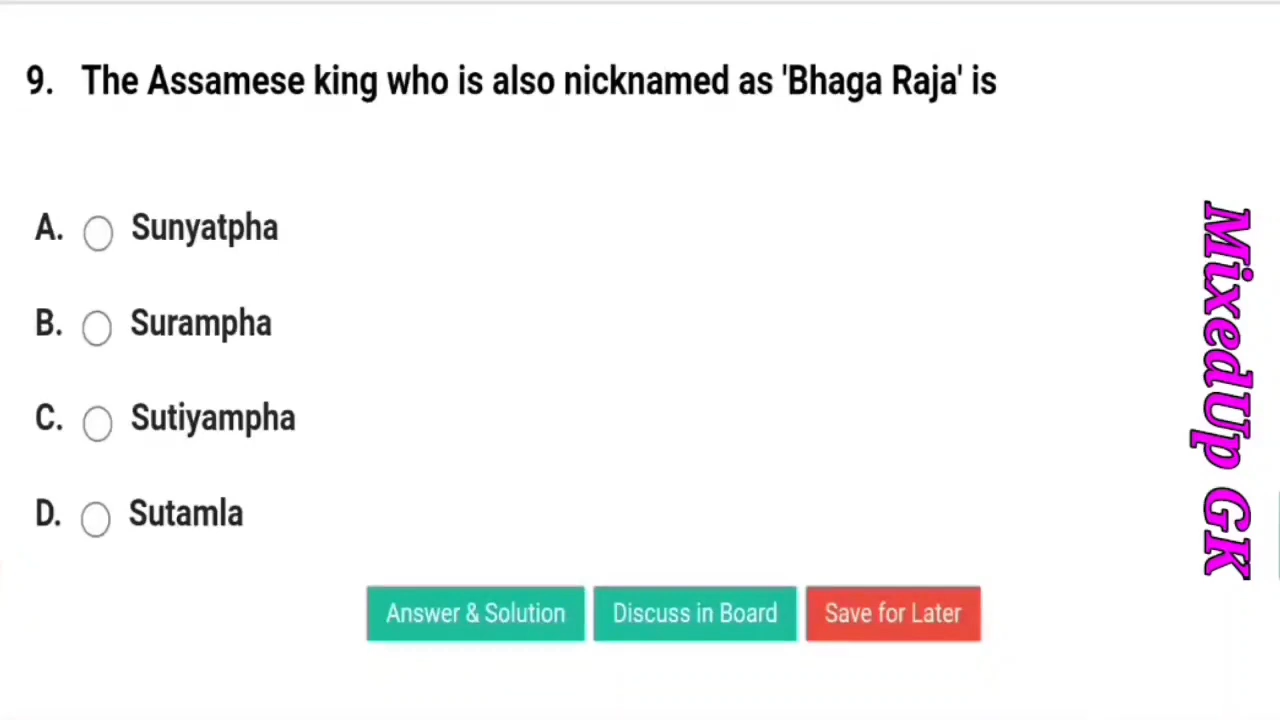 9. The Assamese king who is also nicknamed as 'Bhaga Raja' is
A. Sunyatpha
B. Surampha
C. Sutiyampha
D. Sutamla
Answer & Solution Discuss in Board Save for Later
MixedUp GK